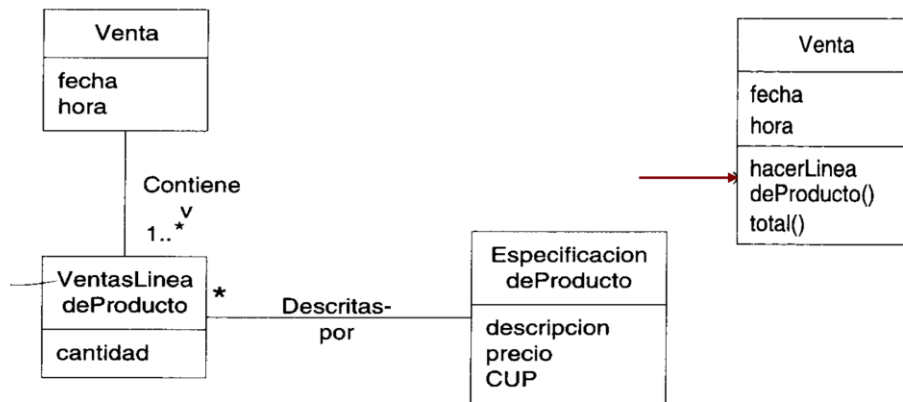 Venta
fecha
hora
Contiene
v
1..*
VentasLinea
deProducto
cantidad
*
Descritas-
por
Especificacion
deProducto
descripcion
precio
CUP
Venta
fecha
hora
hacerLinea
deProducto()
total()